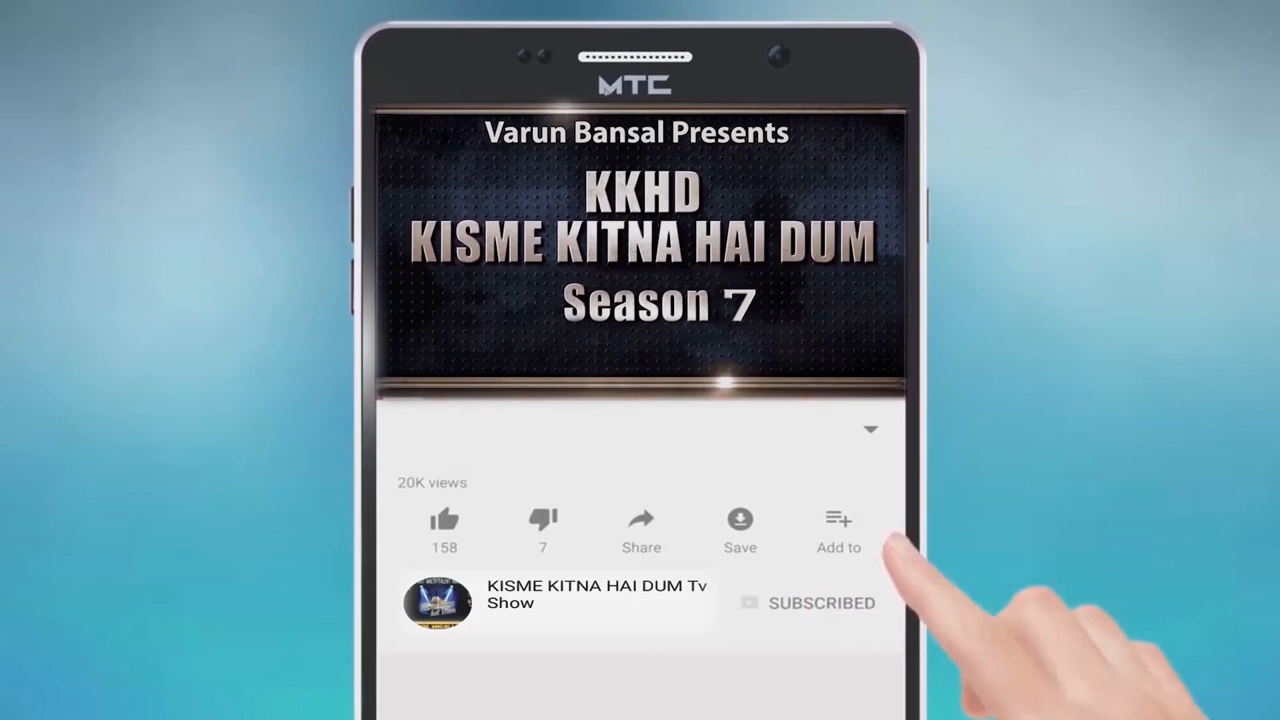 MTC
Varun Bansal Presents
KKHD
KISME KITNA HAI DUM
Season 7
20K views
158
7
Share
Save
Add to
KISME KITNA HAI DUM Tv
Show
SUBSCRIBED